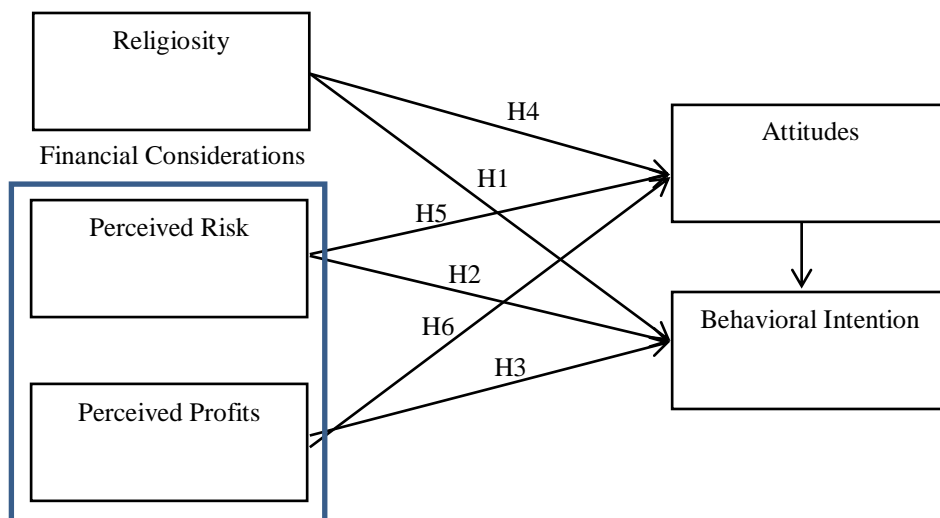 Religiosity
H4
Attitudes
Financial Considerations
H1
Perceived Risk
H5
H2
Behavioral Intention
H6
H3
Perceived Profits